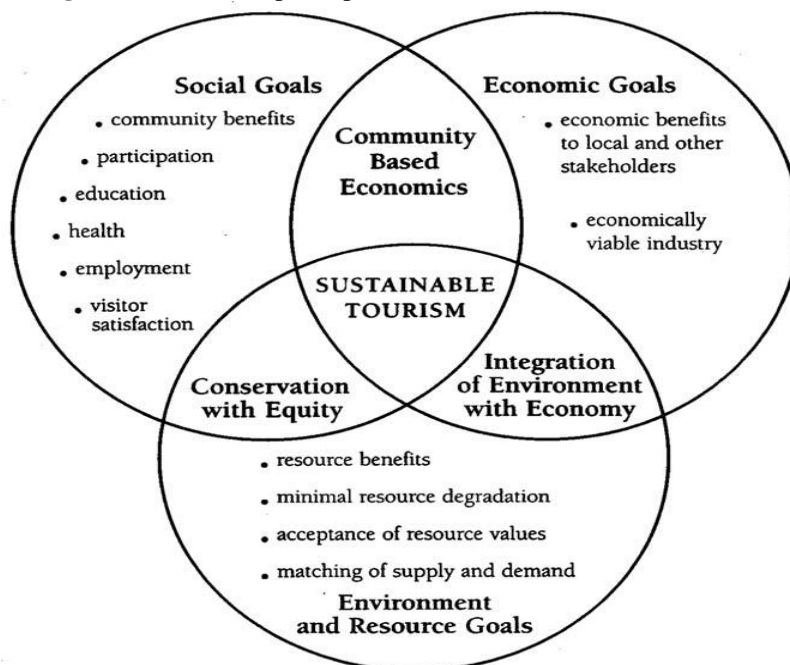 Social Goals
• community benefits
• participation
• education
• health
• employment
• visitor
satisfaction
Economic Goals
• economic benefits
to local and other
stakeholders
• economically
viable industry
Community
Based
Economics
SUSTAINABLE
TOURISM
Conservation
with Equity
Integration
of Environment
with Economy
• resource benefits
• minimal resource degradation
• acceptance of resource values
• matching of supply and demand
Environment
and Resource Goals